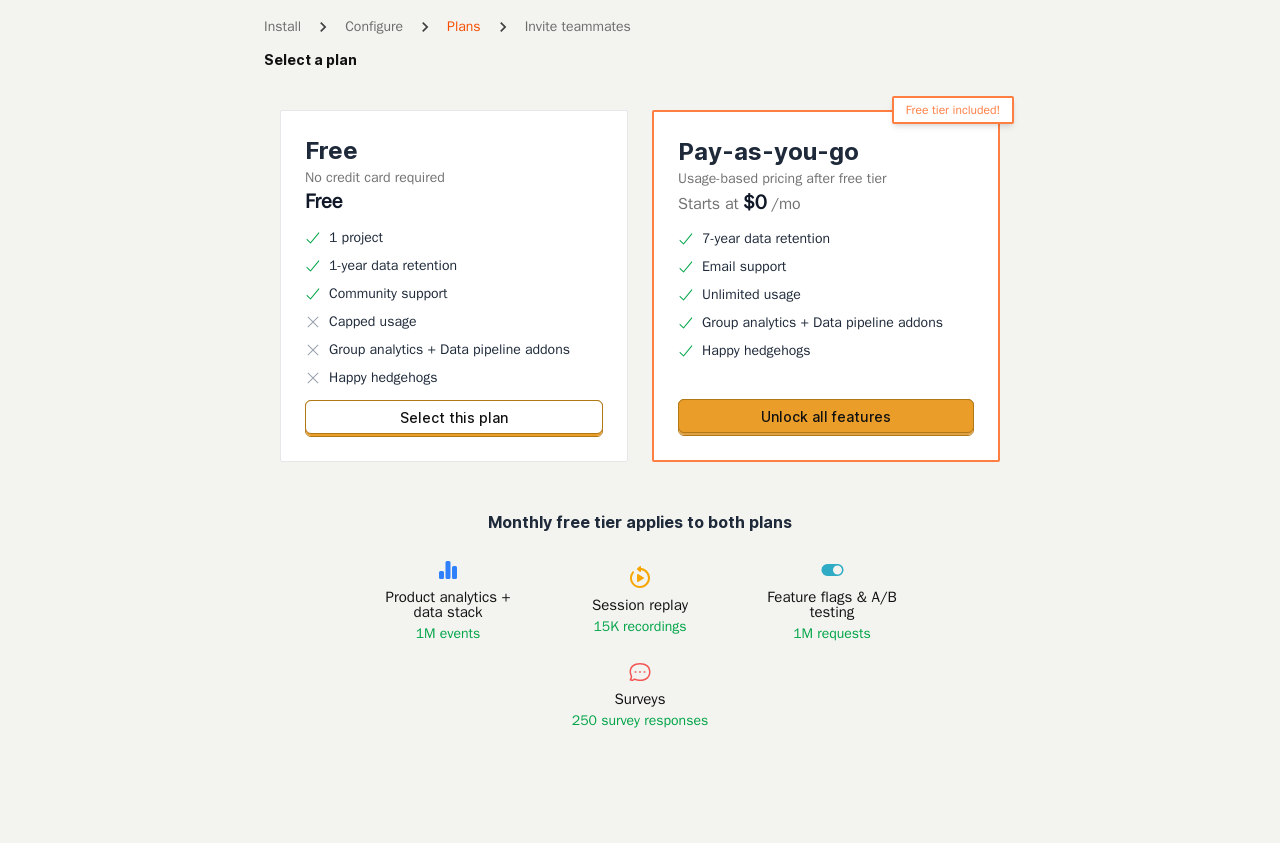 Install
Configure
Plans
Invite teammates
Select a plan
Free tier included!
Free
No credit card required
Free
1 project
1-year data retention
Community support
Capped usage
Group analytics + Data pipeline addons
Happy hedgehogs
Select this plan
Pay-as-you-go
Usage-based pricing after free tier
Starts at $0 /mo
7-year data retention
Email support
Unlimited usage
Group analytics + Data pipeline addons
Happy hedgehogs
Unlock all features
Monthly free tier applies to both plans
Product analytics +
data stack
1M events
Session replay
15K recordings
Feature flags & A/B
testing
1M requests
Surveys
250 survey responses